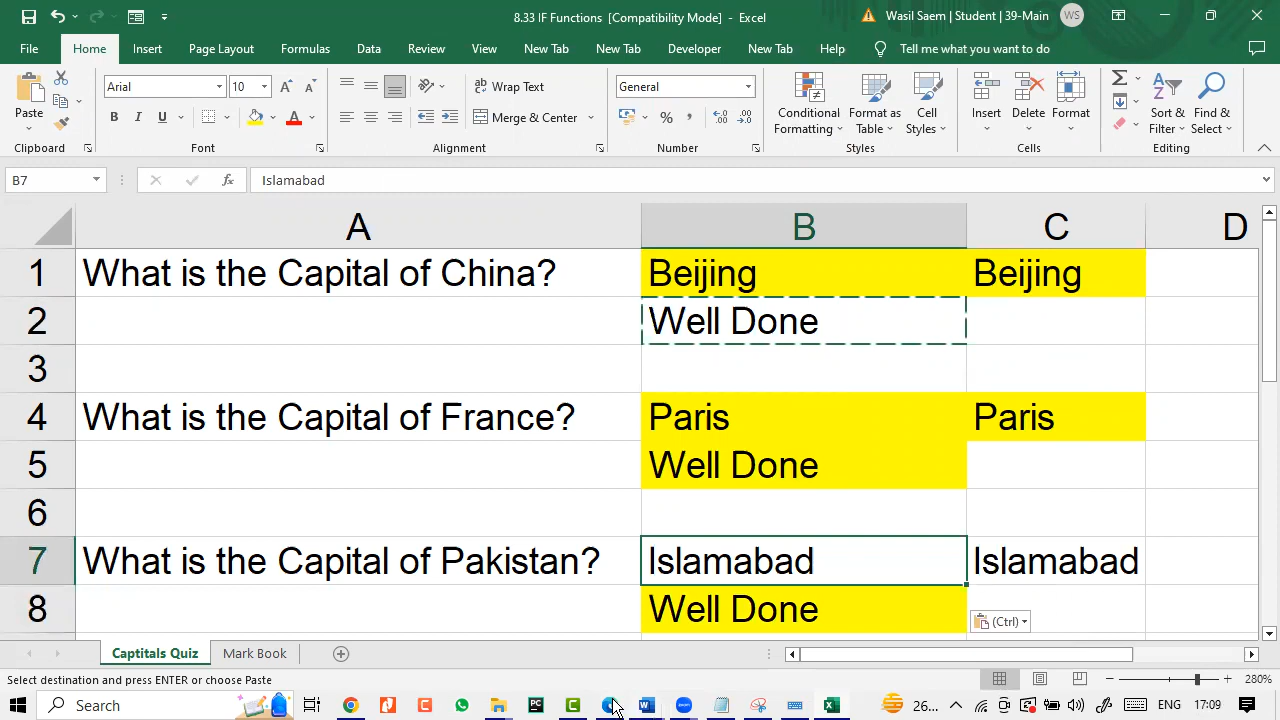 8.33 IF Functions [Compatibility Mode] - Excel
Wasil Saem | Student | 39-Main
WS
File Home Insert Page Layout Formulas Data Review View New Tab New Tab Developer New Tab Help Tell me what you want to do
Arial 10 Wrap Text General
Paste B I U Merge & Center % Conditional Formatting Format as Table Cell Styles Insert Delete Format Sort & Filter Find & Select
Clipboard Font Alignment Number Styles Cells Editing
B7 fx Islamabad
A B C D
1 What is the Capital of China? Beijing Beijing
2 Well Done
3
4 What is the Capital of France? Paris Paris
5 Well Done
6
7 What is the Capital of Pakistan? Islamabad Islamabad
8 Well Done (Ctrl)
Captitals Quiz Mark Book
Select destination and press ENTER or choose Paste 280%
Search 26... ENG 17:09